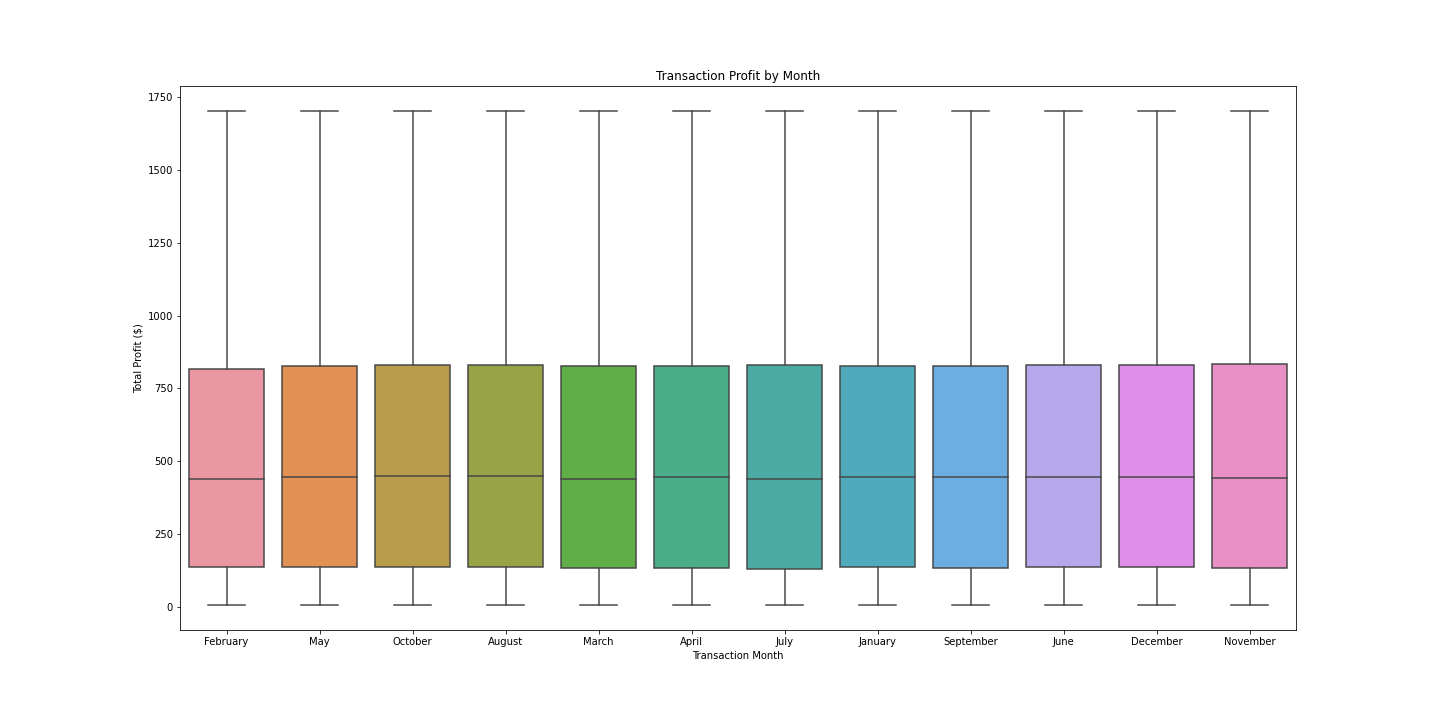 Transaction Profit by Month
Total Profit ($)
1750
1500
1250
1000
750
500
250
0
February May October August March April July January September June December November
Transaction Month